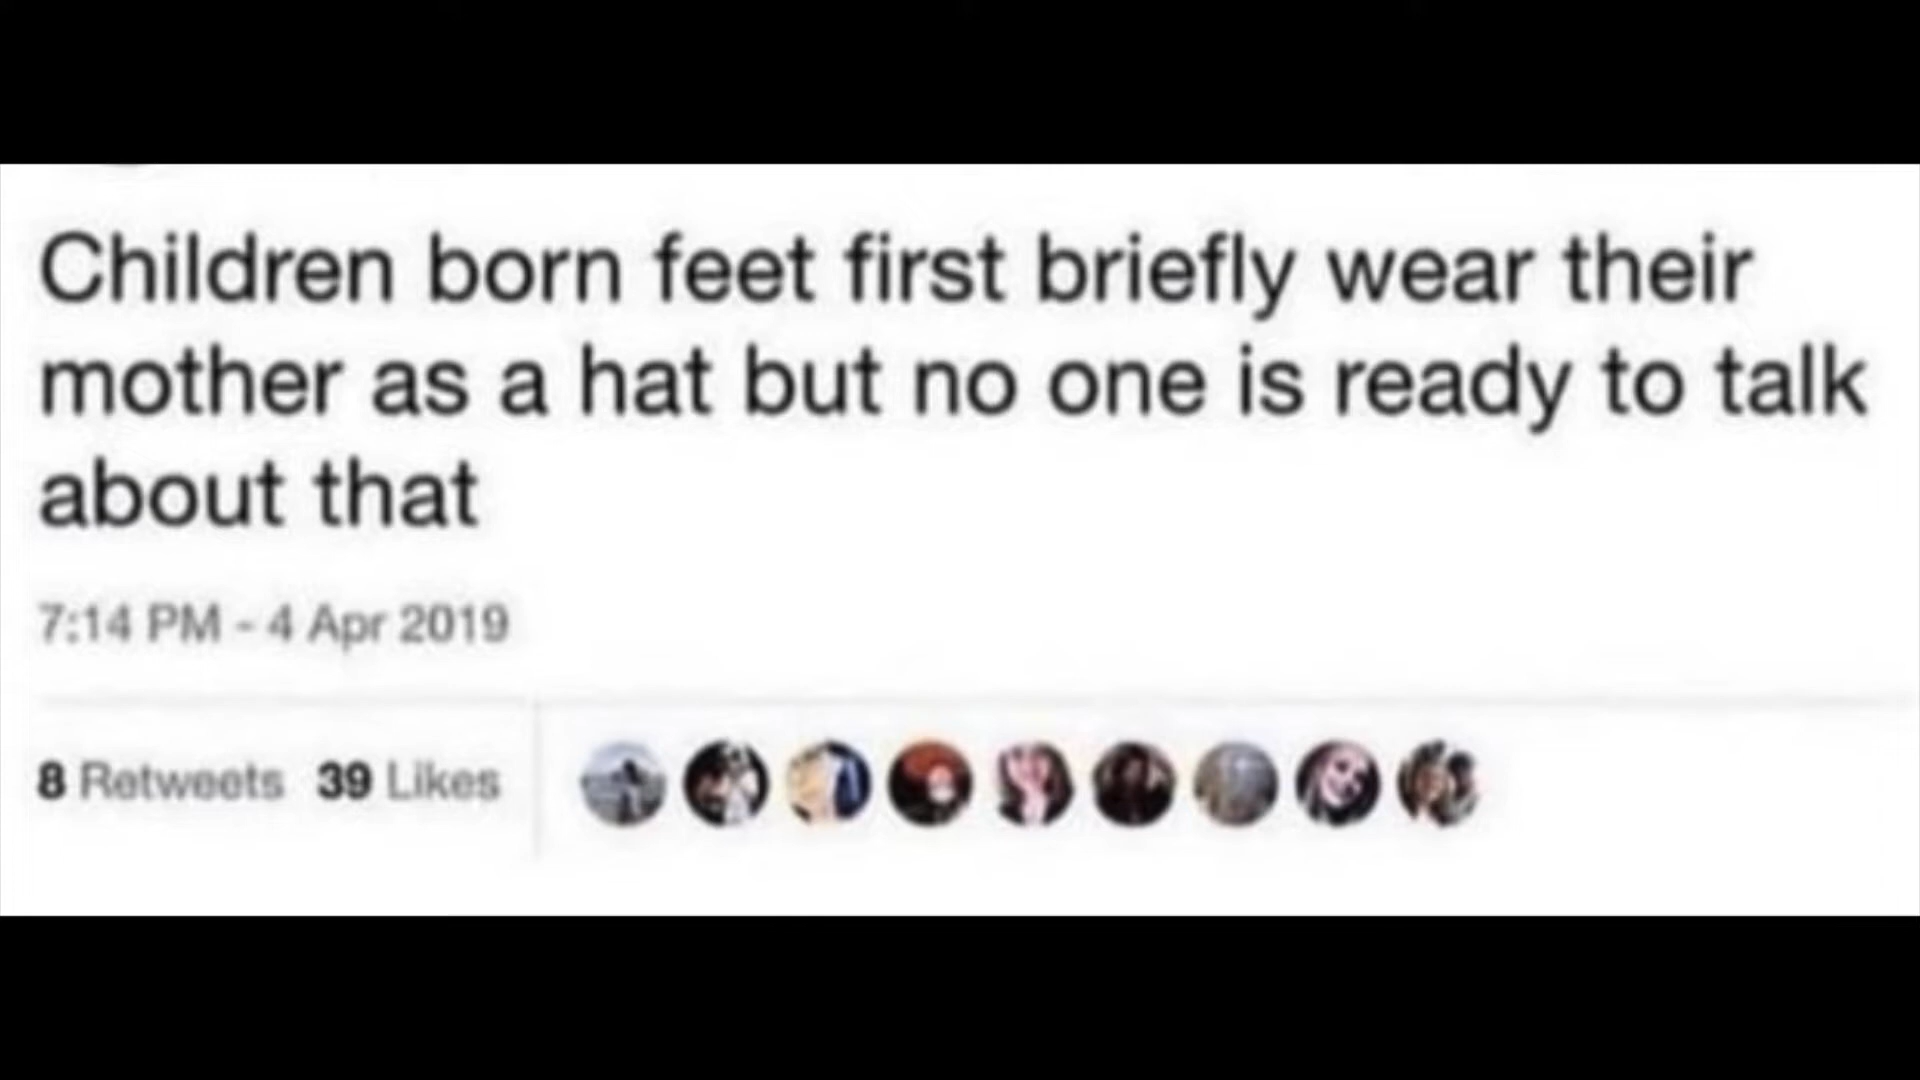 Children born feet first briefly wear their
mother as a hat but no one is ready to talk
about that
7:14 PM - 4 Apr 2019
8 Retweets 39 Likes